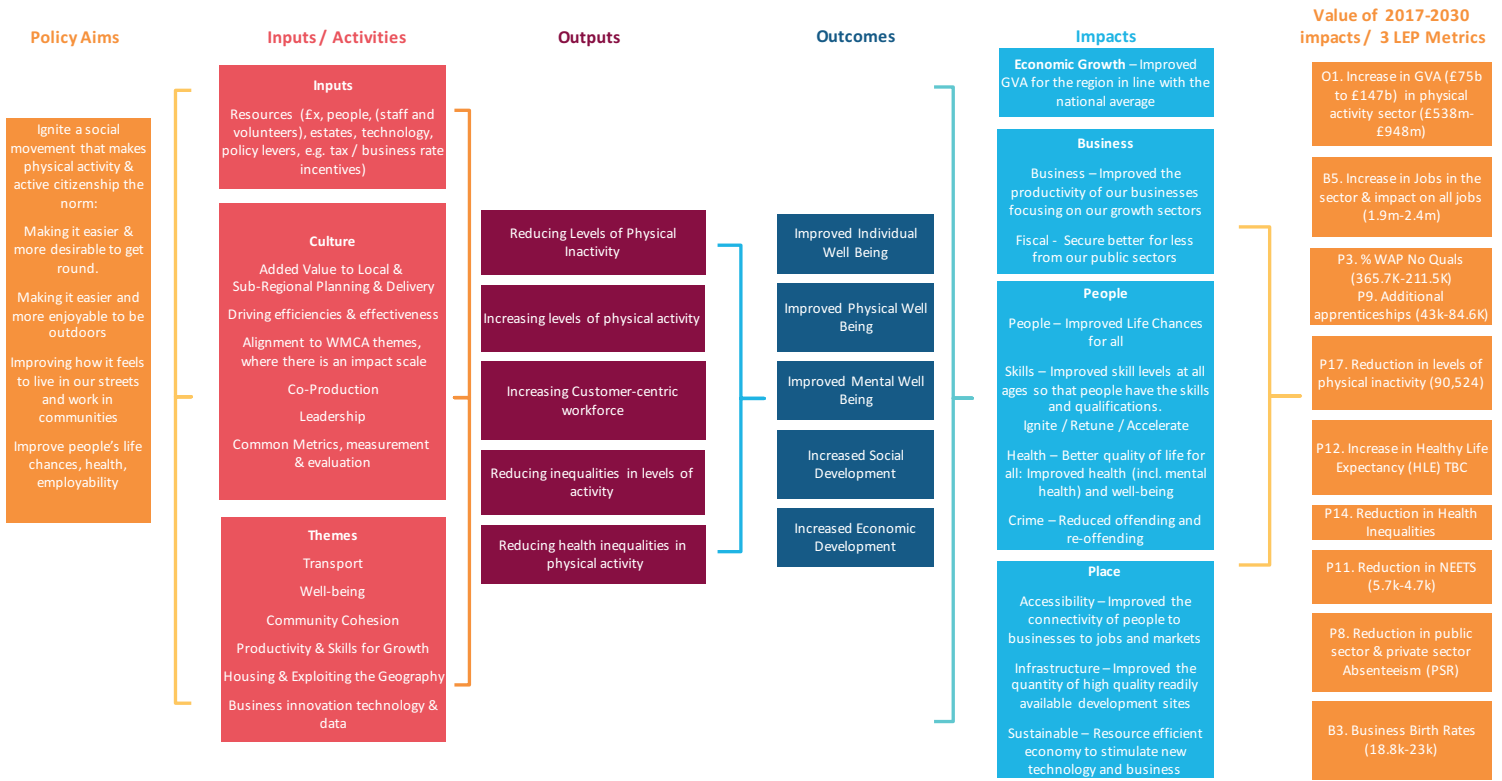 Policy Aims
Ignite a social
movement that makes
physical activity &
active citizenship the
norm:
Making it easier &
more desirable to get
round.
Making it easier and
more enjoyable to be
outdoors
Improving how it feels
to live in our streets
and work in
communities
Improve people's life
chances, health,
employability
Inputs / Activities
Inputs
Resources (£x, people, (staff and
volunteers), estates, technology,
policy levers, e.g. tax / business rate
incentives)
Culture
Added Value to Local &
Sub-Regional Planning & Delivery
Driving efficiencies & effectiveness
Alignment to WMCA themes,
where there is an impact scale
Co-Production
Leadership
Common Metrics, measurement
& evaluation
Themes
Transport
Well-being
Community Cohesion
Productivity & Skills for Growth
Housing & Exploiting the Geography
Business innovation technology &
data
Outputs
Reducing Levels of Physical
Inactivity
Increasing levels of physical activity
Increasing Customer-centric
workforce
Reducing inequalities in levels of
activity
Reducing health inequalities in
physical activity
Outcomes
Improved Individual
Well Being
Improved Physical Well
Being
Improved Mental Well
Being
Increased Social
Development
Increased Economic
Development
Impacts
Economic Growth – Improved
GVA for the region in line with the
national average
Business
Business – Improved the
productivity of our businesses
focusing on our growth sectors
Fiscal - Secure better for less
from our public sectors
People
People – Improved Life Chances
for all
Skills – Improved skill levels at all
ages so that people have the skills
and qualifications.
Ignite / Retune / Accelerate
Health – Better quality of life for
all: Improved health (incl. mental
health) and well-being
Crime – Reduced offending and
re-offending
Place
Accessibility – Improved the
connectivity of people to
businesses to jobs and markets
Infrastructure – Improved the
quantity of high quality readily
available development sites
Sustainable – Resource efficient
economy to stimulate new
technology and business
Value of 2017-2030
impacts / 3 LEP Metrics
O1. Increase in GVA (£75b
to £147b) in physical
activity sector (£538m-
£948m)
B5. Increase in Jobs in the
sector & impact on all jobs
(1.9m-2.4m)
P3. % WAP No Quals
(365.7K-211.5K)
P9. Additional
apprenticeships (43k-84.6K)
P17. Reduction in levels of
physical inactivity (90,524)
P12. Increase in Healthy Life
Expectancy (HLE) TBC
P14. Reduction in Health
Inequalities
P11. Reduction in NEETS
(5.7k-4.7k)
P8. Reduction in public
sector & private sector
Absenteeism (PSR)
B3. Business Birth Rates
(18.8k-23k)